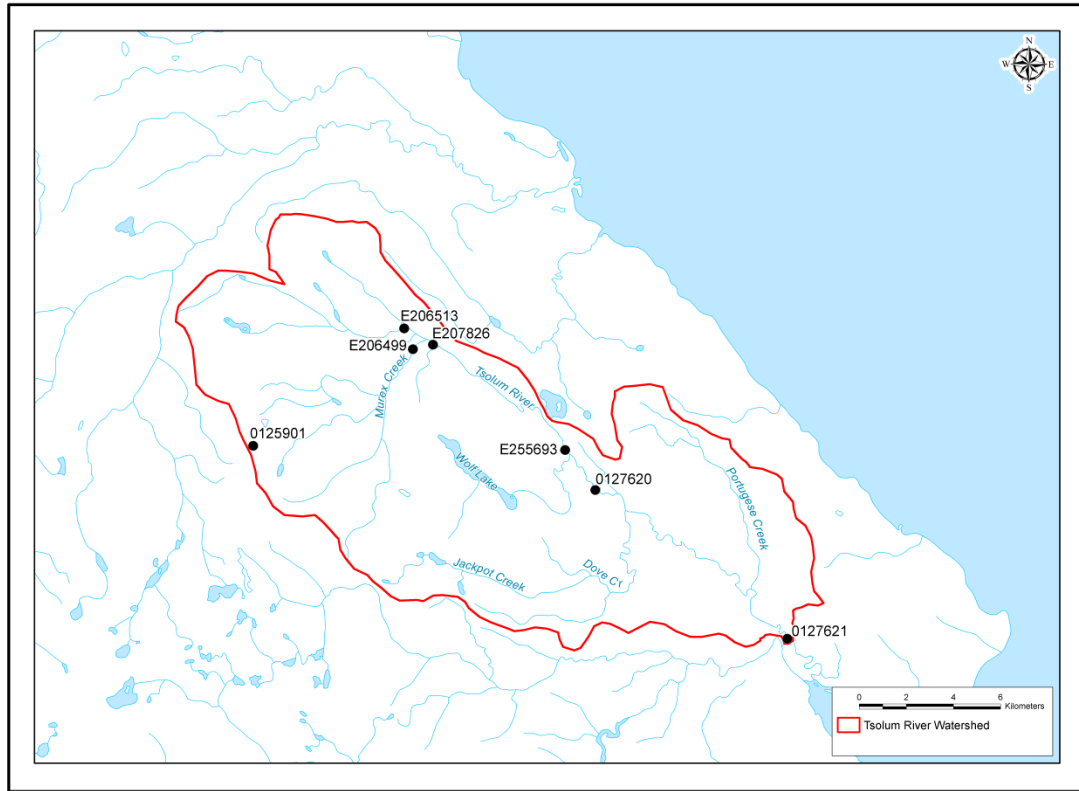 N
W E
S
E206513
E207826
E206499
Murex Creek
Tsolum River
0125901
E255693
Wolf Lake
0127620
Portugese Creek
Dove Cr
Jackpot Creek
0127621
0 2 4 6
Kilometers
Tsolum River Watershed